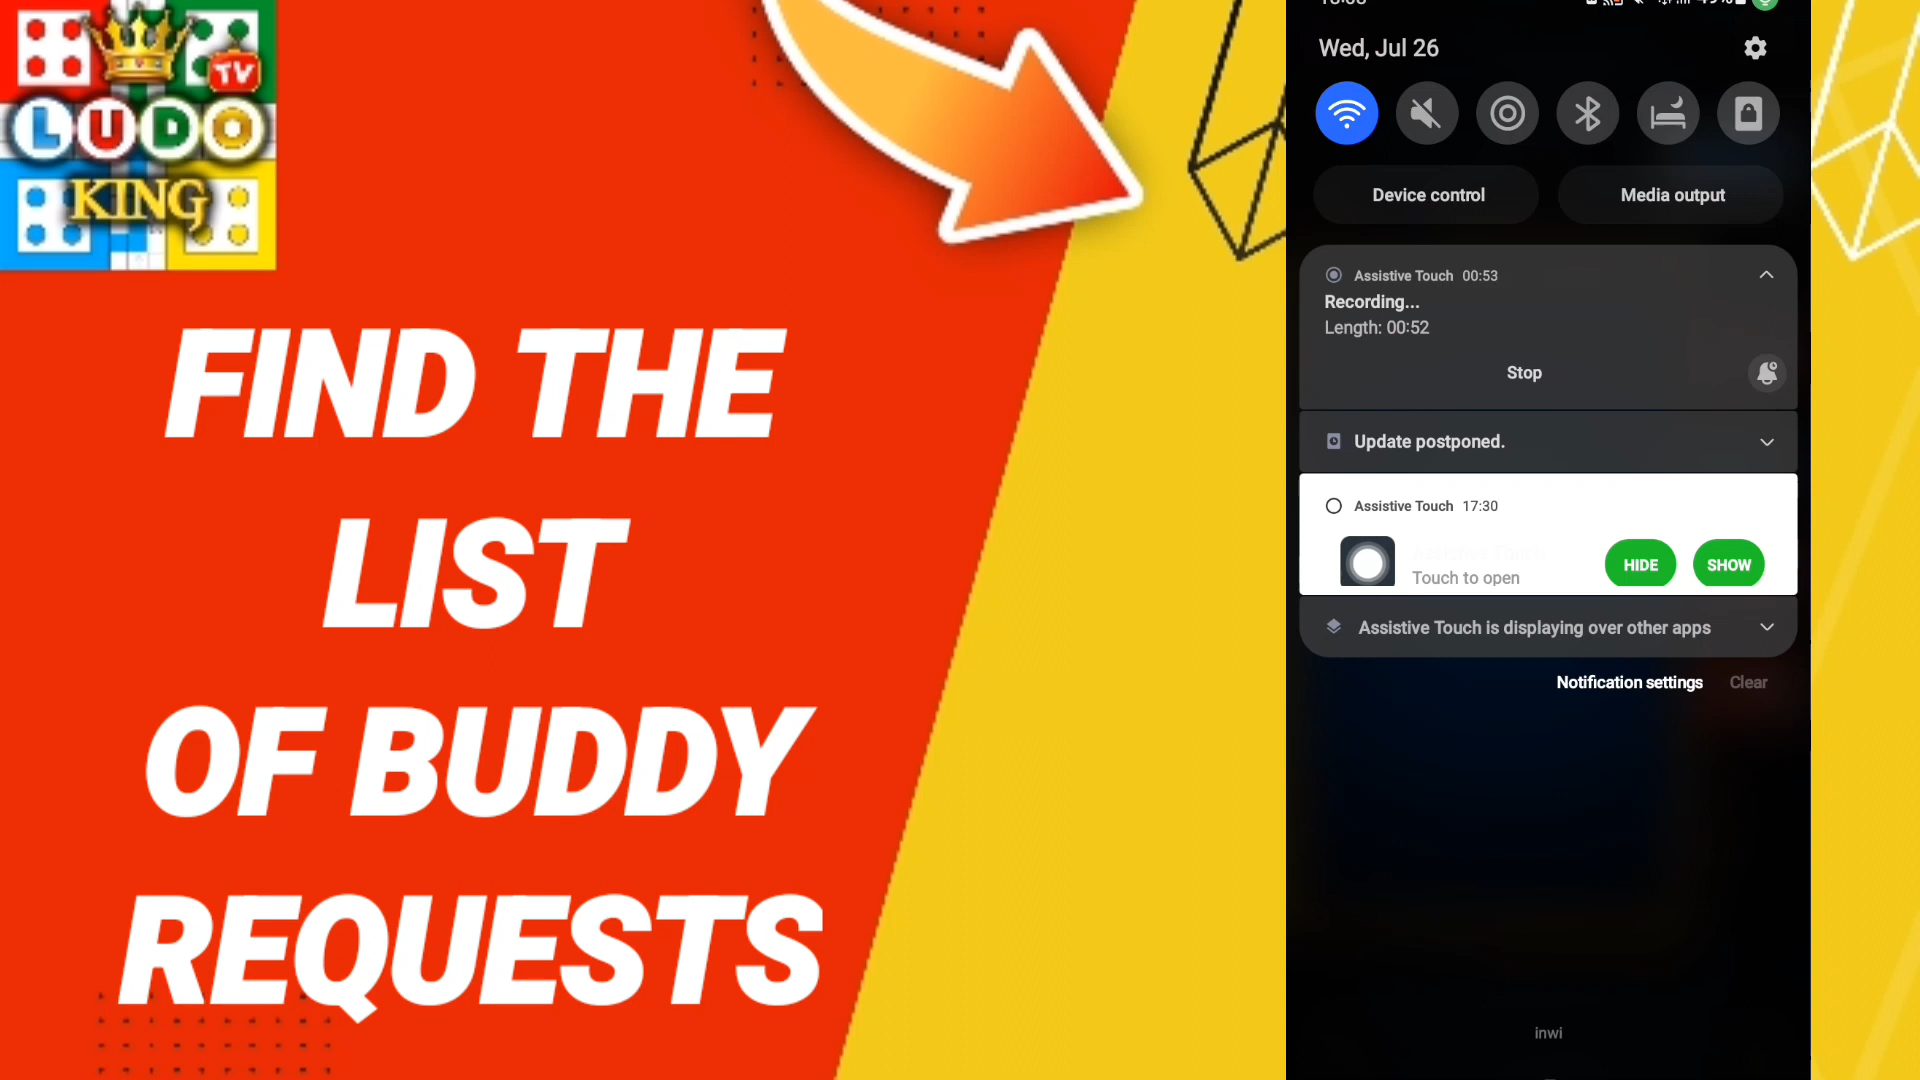 TV
LUDO
KING
FIND THE
LIST
OF BUDDY
REQUESTS
Wed, Jul 26
Device control
Media output
Assistive Touch 00:53
Recording...
Length: 00:52
Stop
Update postponed.
Assistive Touch 17:30
Touch to open
HIDE
SHOW
Assistive Touch is displaying over other apps
Notification settings
Clear
inwi